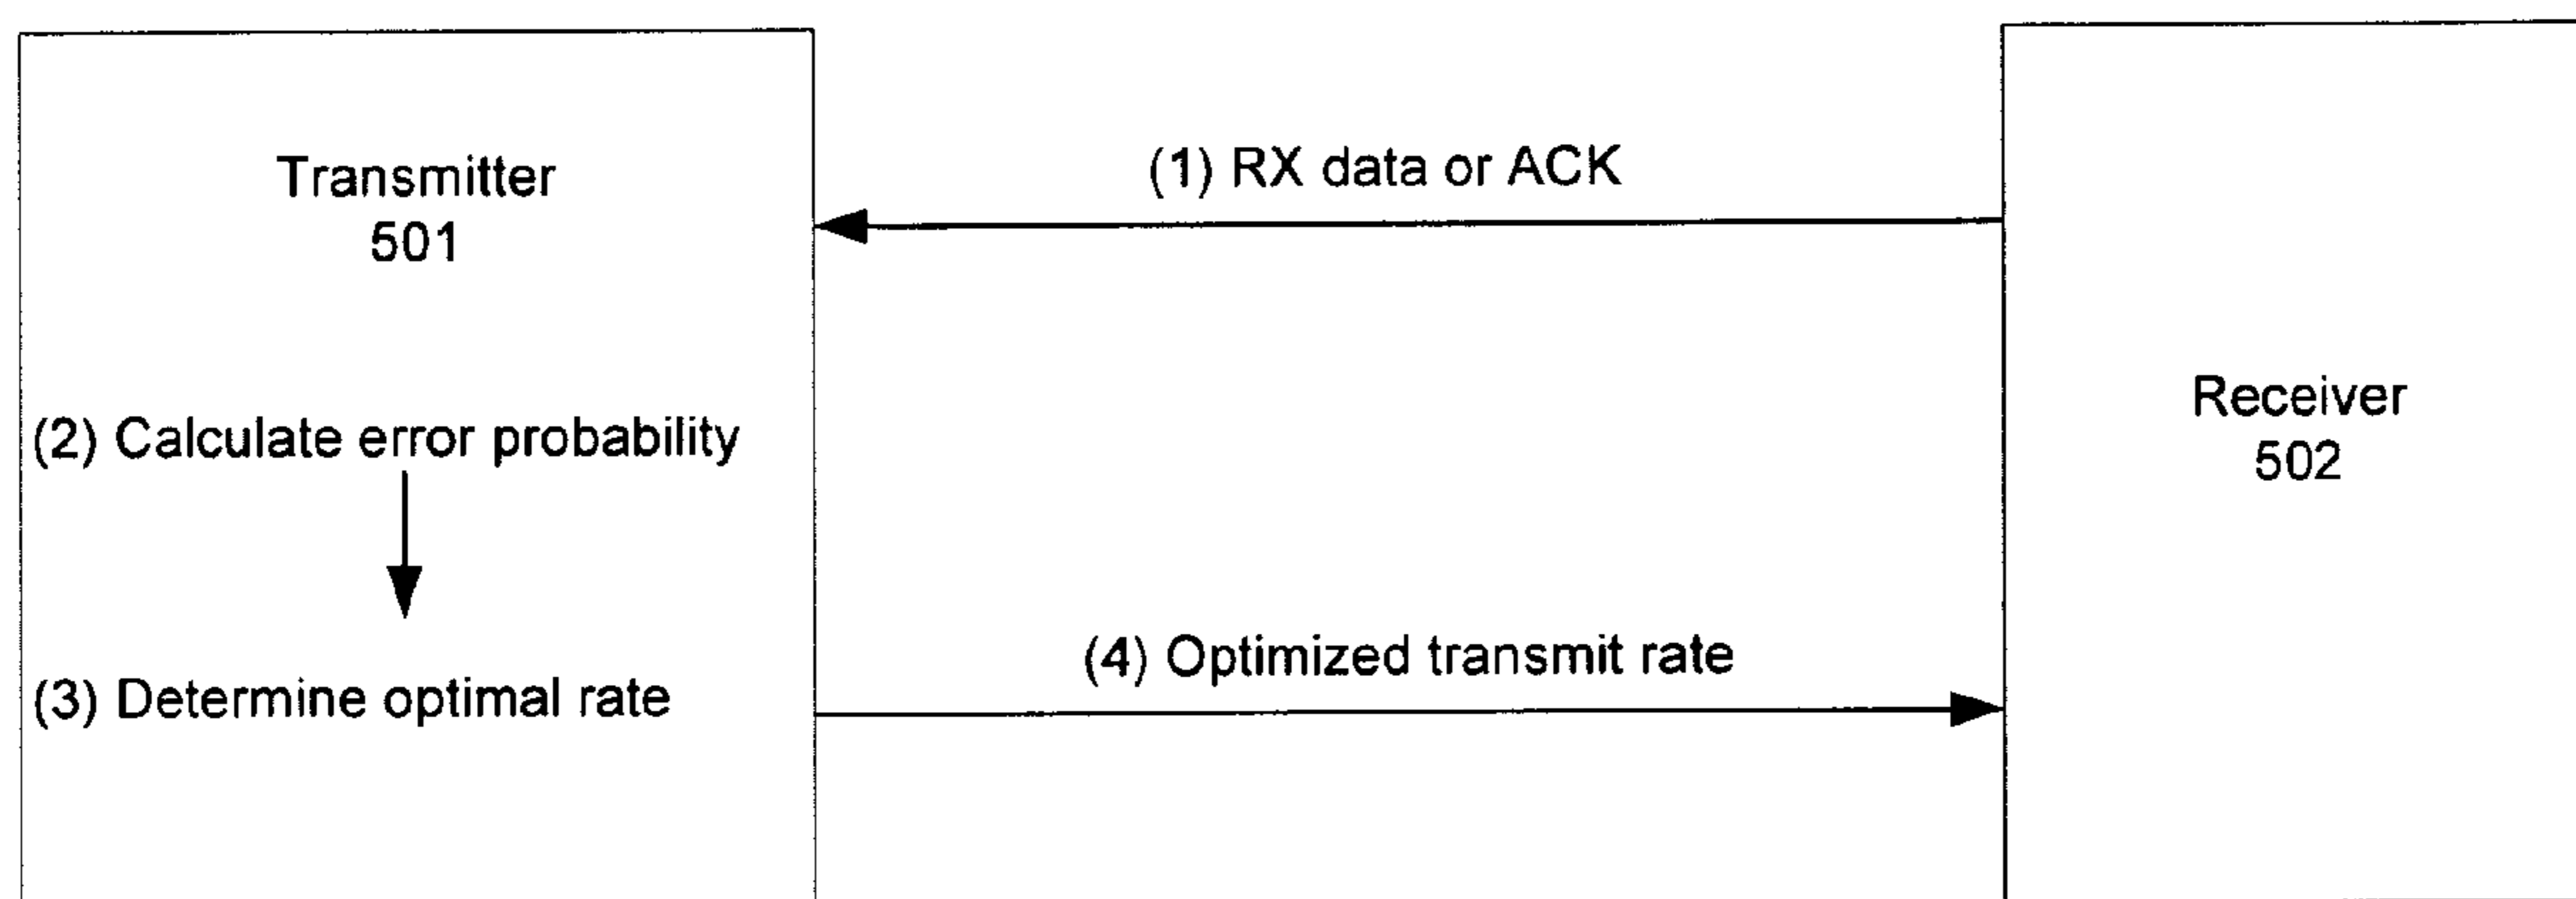 Transmitter
501
(1) RX data or ACK
Receiver
502
(2) Calculate error probability
(3) Determine optimal rate
(4) Optimized transmit rate